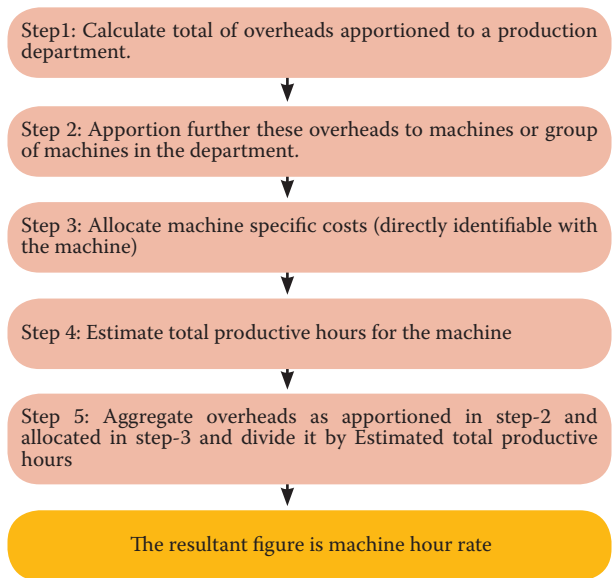 Step1: Calculate total of overheads apportioned to a production
department.
Step 2: Apportion further these overheads to machines or group
of machines in the department.
Step 3: Allocate machine specific costs (directly identifiable with
the machine)
Step 4: Estimate total productive hours for the machine
Step 5: Aggregate overheads as apportioned in step-2 and
allocated in step-3 and divide it by Estimated total productive
hours
The resultant figure is machine hour rate